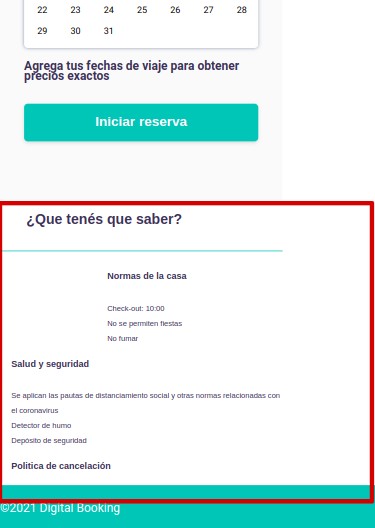 22 23 24 25 26 27 28
29 30 31
Agrega tus fechas de viaje para obtener
precios exactos
Iniciar reserva
¿Que tenés que saber?
Normas de la casa
Check-out: 10:00
No se permiten fiestas
No fumar
Salud y seguridad
Se aplican las pautas de distanciamiento social y otras normas relacionadas con
el coronavirus
Detector de humo
Depósito de seguridad
Politica de cancelación
©2021 Digital Booking